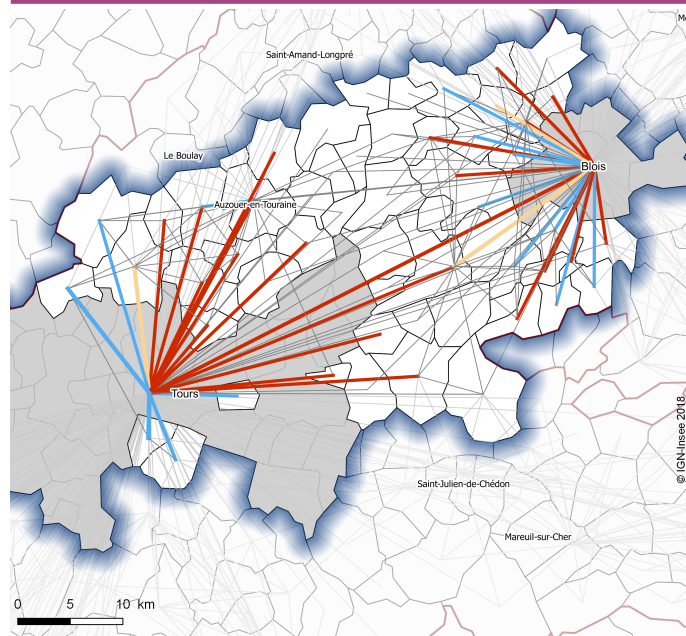 Saint-Amand-Longpré
Le Boulay
Blois
Auzouer-en-Touraine
Tours
© IGN-Insee 2018
Saint-Julien-de-Chédon
Mareuil-sur-Cher
0 5 10 km